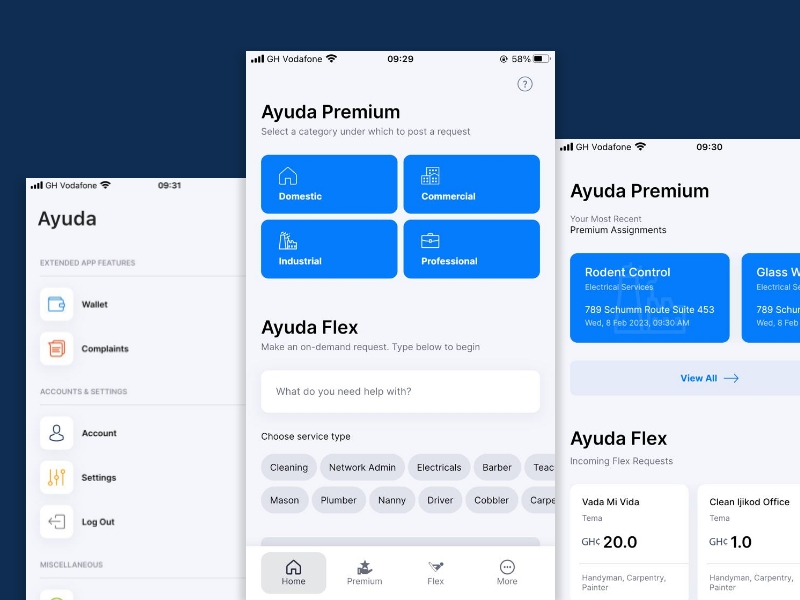 GH Vodafone 09:31
Ayuda
EXTENDED APP FEATURES
Wallet
Complaints
ACCOUNTS & SETTINGS
Account
Settings
Log Out
MISCELLANEOUS
GH Vodafone 09:29 58%
?
Ayuda Premium
Select a category under which to post a request
Domestic Commercial
Industrial Professional
Ayuda Flex
Make an on-demand request. Type below to begin
What do you need help with?
Choose service type
Cleaning Network Admin Electricals Barber Teac
Mason Plumber Nanny Driver Cobbler Carpe
Home Premium Flex More
GH Vodafone 09:30
Ayuda Premium
Your Most Recent
Premium Assignments
Rodent Control
Electrical Services
789 Schumm Route Suite 453
Wed, 8 Feb 2023, 09:30 AM
Glass W
Electrical Se
789 Schur
Wed, 8 Feb
View All
Ayuda Flex
Incoming Flex Requests
Vada Mi Vida
Tema
GH¢ 20.0
Handyman, Carpentry,
Painter
Clean Ijikod Office
Tema
GH¢ 1.0
Handyman, Carpentry,
Painter